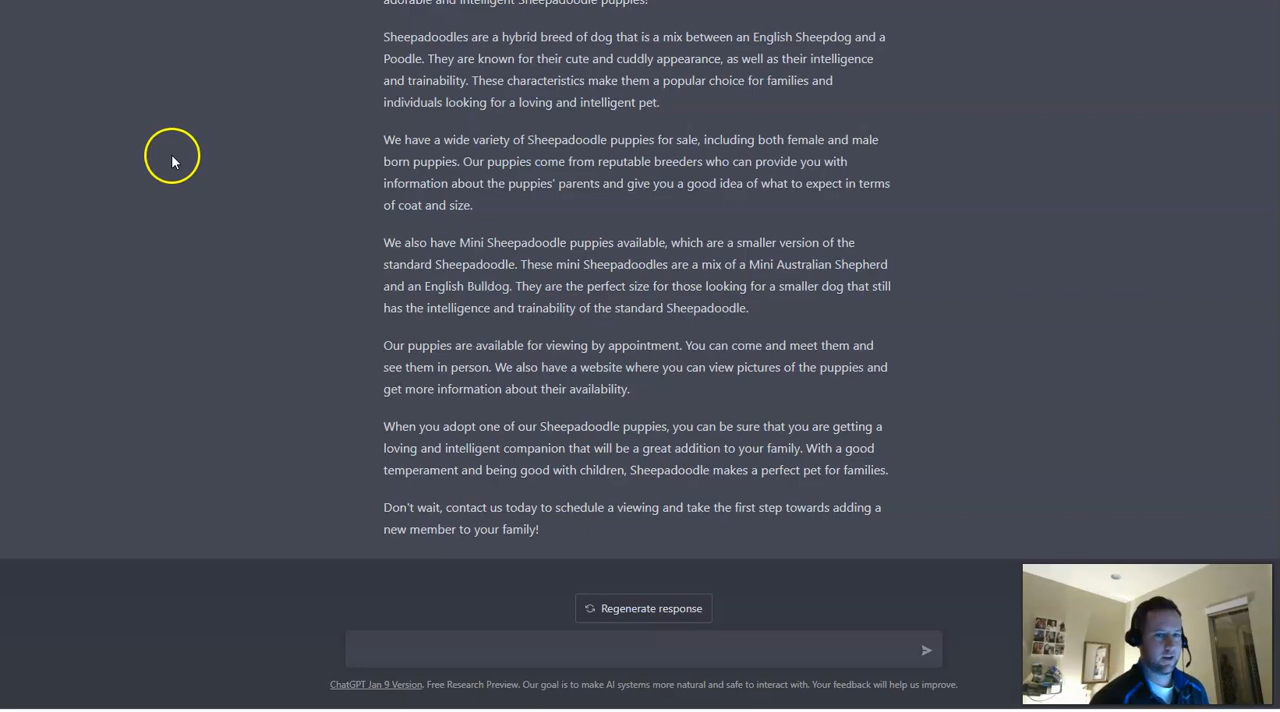 adorable and intelligent Sheepadoodle puppies!
Sheepadoodles are a hybrid breed of dog that is a mix between an English Sheepdog and a
Poodle. They are known for their cute and cuddly appearance, as well as their intelligence
and trainability. These characteristics make them a popular choice for families and
individuals looking for a loving and intelligent pet.
We have a wide variety of Sheepadoodle puppies for sale, including both female and male
born puppies. Our puppies come from reputable breeders who can provide you with
information about the puppies' parents and give you a good idea of what to expect in terms
of coat and size.
We also have Mini Sheepadoodle puppies available, which are a smaller version of the
standard Sheepadoodle. These mini Sheepadoodles are a mix of a Mini Australian Shepherd
and an English Bulldog. They are the perfect size for those looking for a smaller dog that still
has the intelligence and trainability of the standard Sheepadoodle.
Our puppies are available for viewing by appointment. You can come and meet them and
see them in person. We also have a website where you can view pictures of the puppies and
get more information about their availability.
When you adopt one of our Sheepadoodle puppies, you can be sure that you are getting a
loving and intelligent companion that will be a great addition to your family. With a good
temperament and being good with children, Sheepadoodle makes a perfect pet for families.
Don't wait, contact us today to schedule a viewing and take the first step towards adding a
new member to your family!
Regenerate response
ChatGPT Jan 9 Version. Free Research Preview. Our goal is to make AI systems more natural and safe to interact with. Your feedback will help us improve.